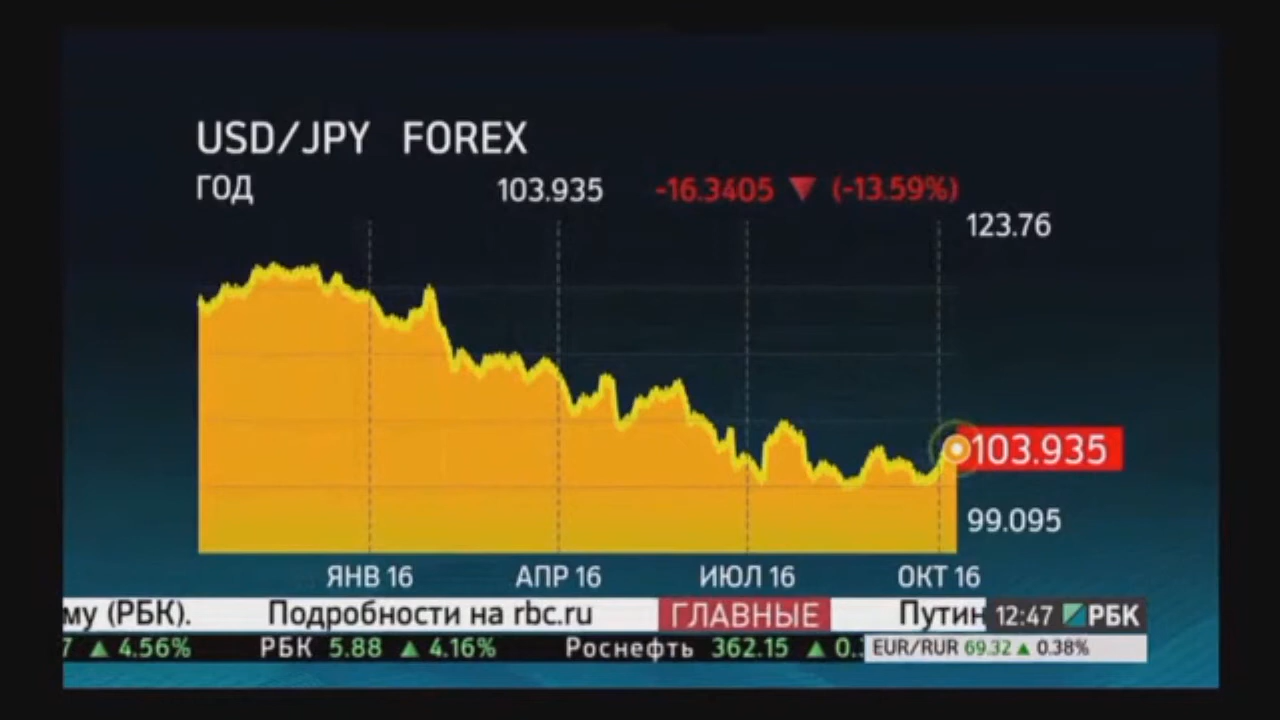 USD/JPY FOREX
ГОД 103.935 -16.3405 ▼ (-13.59%)
123.76
103.935
99.095
ЯНВ 16 АПР 16 ИЮЛ 16 ОКТ 16
му (РБК). Подробности на rbc.ru ГЛАВНЫЕ Путин 12:47 РБК
7 ▲ 4.56% РБК 5.88 ▲ 4.16% Роснефть 362.15 ▲ 0. EUR/RUR 69.32 ▲ 0.38%